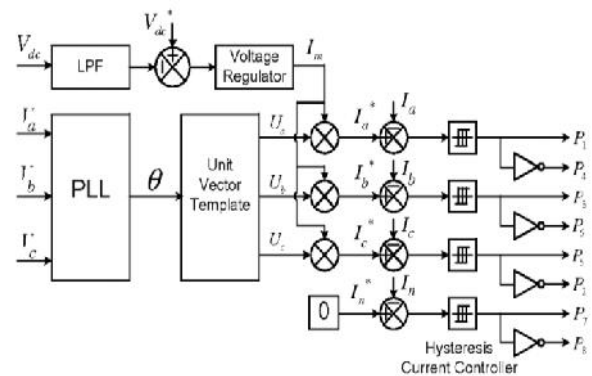 V_dc*
V_dc
LPF
Voltage
Regulator
I_m
V_a
V_b
V_c
PLL
θ
Unit
Vector
Template
U_a
U_b
U_c
I_a*
I_a
I_b*
I_b
I_c*
I_c
0
I_n*
I_n
P_1
P_4
P_3
P_5
P_2
P_7
P_8
Hysteresis
Current Controller